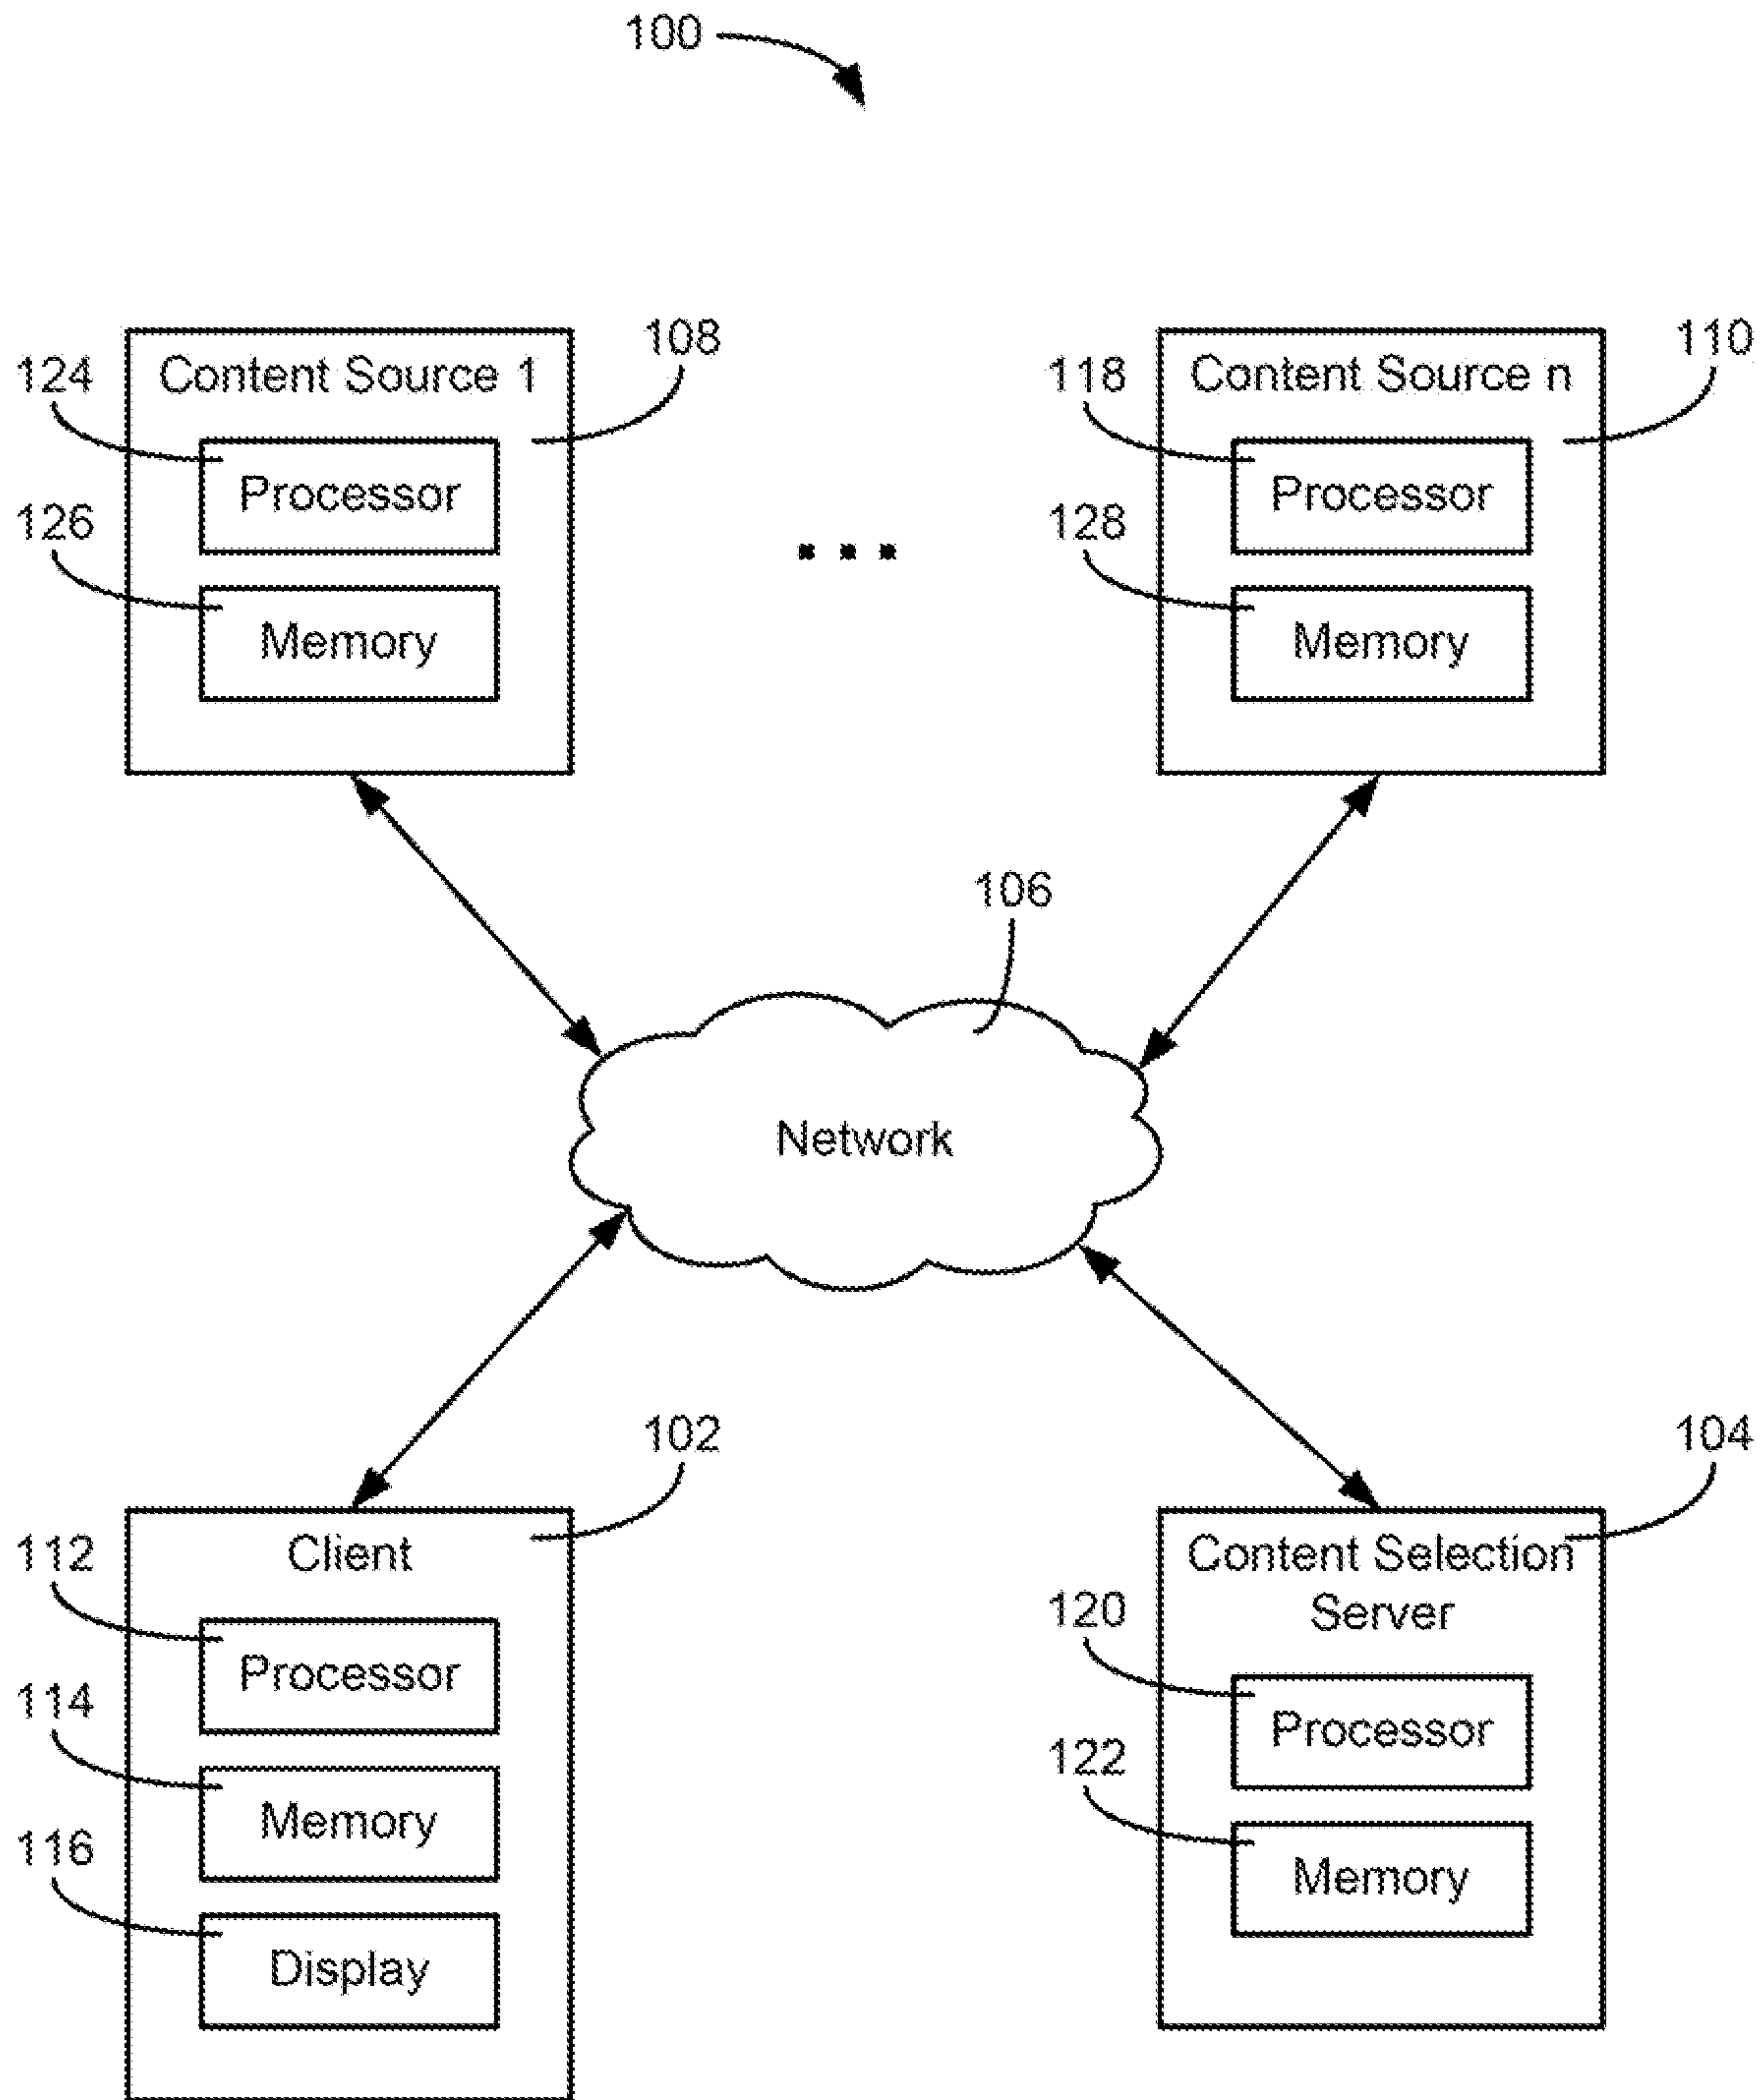 100
108
110
124
Content Source 1
118
Content Source n
Processor
Processor
126
128
Memory
Memory
106
Network
102
104
112
Client
Content Selection
Server
120
Processor
Processor
114
122
Memory
Memory
116
Display